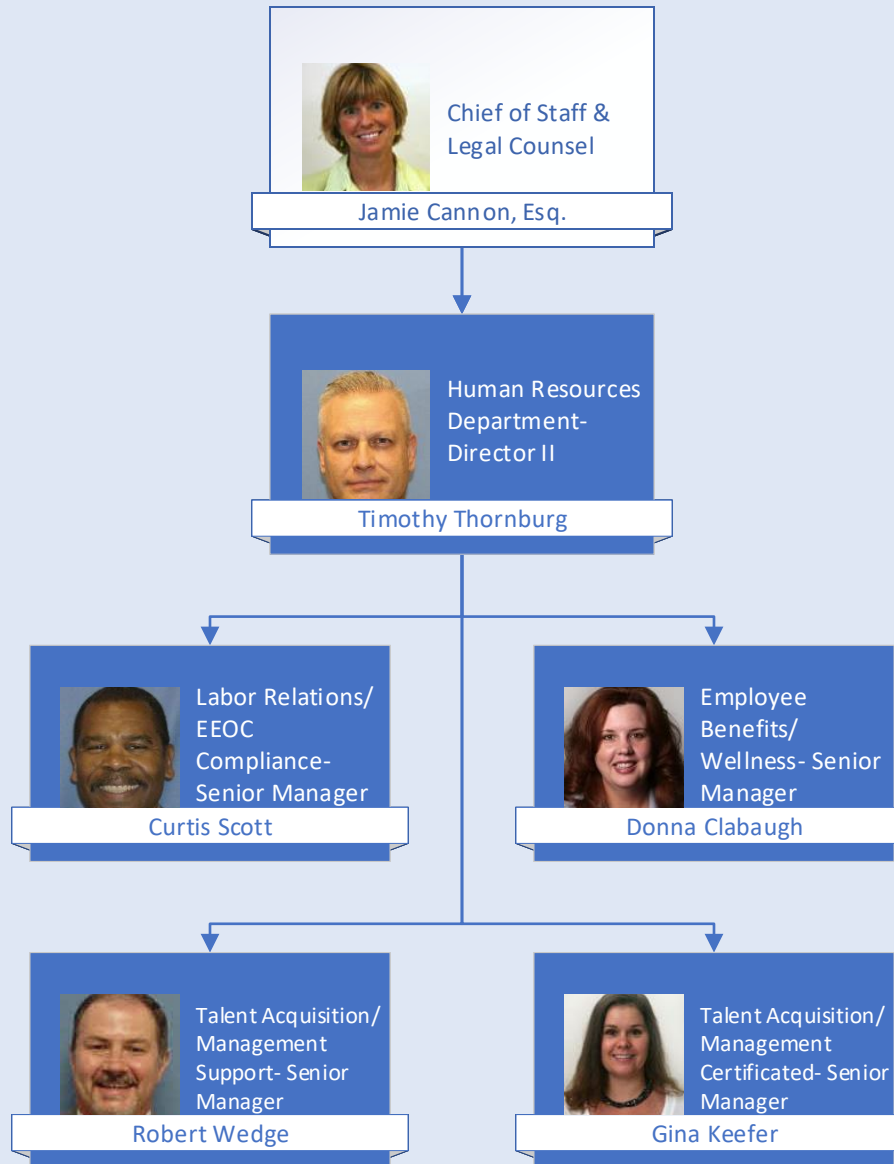 Chief of Staff &
Legal Counsel
Jamie Cannon, Esq.
Human Resources
Department-
Director II
Timothy Thornburg
Labor Relations/
EEOC
Compliance-
Senior Manager
Curtis Scott
Employee
Benefits/
Wellness- Senior
Manager
Donna Clabaugh
Talent Acquisition/
Management
Support- Senior
Manager
Robert Wedge
Talent Acquisition/
Management
Certificated- Senior
Manager
Gina Keefer